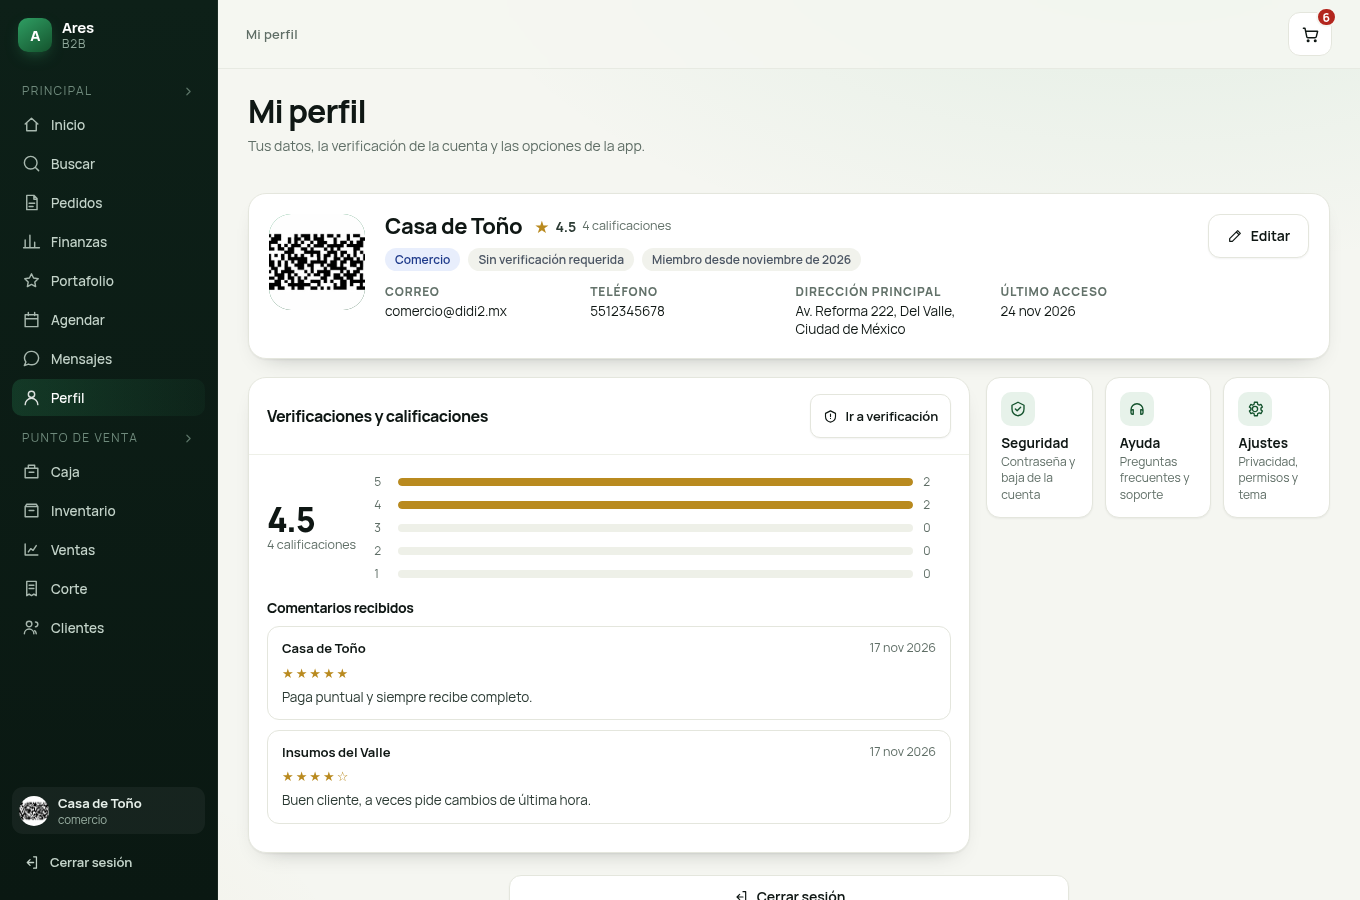 A
Ares
B2B
PRINCIPAL
Inicio
Buscar
Pedidos
Finanzas
Portafolio
Agendar
Mensajes
Perfil
PUNTO DE VENTA
Caja
Inventario
Ventas
Corte
Clientes
Casa de Toño
comercio
Cerrar sesión
Mi perfil
6
Mi perfil
Tus datos, la verificación de la cuenta y las opciones de la app.
Casa de Toño ★ 4.5 4 calificaciones
Editar
Comercio Sin verificación requerida Miembro desde noviembre de 2026
CORREO
comercio@didi2.mx
TELÉFONO
5512345678
DIRECCIÓN PRINCIPAL
Av. Reforma 222, Del Valle,
Ciudad de México
ÚLTIMO ACCESO
24 nov 2026
Verificaciones y calificaciones
Ir a verificación
4.5
4 calificaciones
5 2
4 2
3 0
2 0
1 0
Comentarios recibidos
Casa de Toño 17 nov 2026
★★★★★
Paga puntual y siempre recibe completo.
Insumos del Valle 17 nov 2026
★★★★☆
Buen cliente, a veces pide cambios de última hora.
Seguridad
Contraseña y
baja de la
cuenta
Ayuda
Preguntas
frecuentes y
soporte
Ajustes
Privacidad,
permisos y
tema
Cerrar sesión